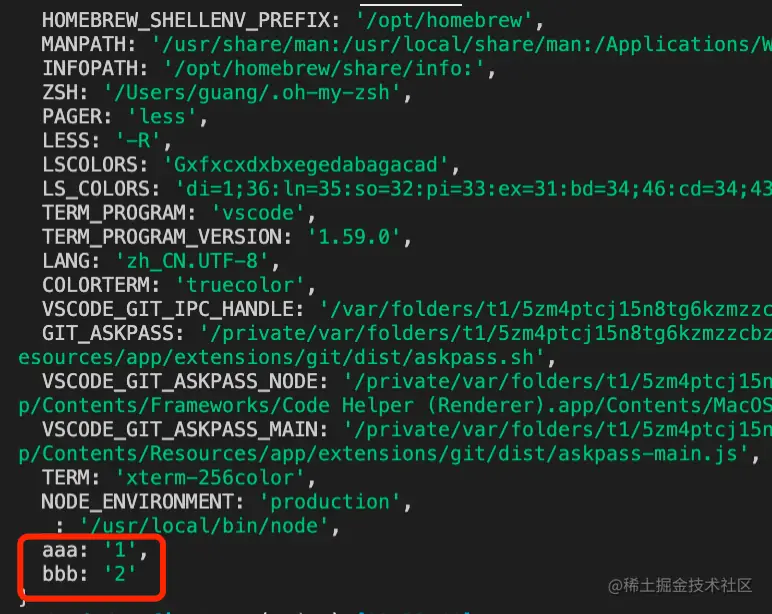 HOMEBREW_SHELLENV_PREFIX: '/opt/homebrew',
MANPATH: '/usr/share/man:/usr/local/share/man:/Applications/W
INFOPATH: '/opt/homebrew/share/info:',
ZSH: '/Users/guang/.oh-my-zsh',
PAGER: 'less',
LESS: '-R',
LSCOLORS: 'Gxfxcxdxbxegedabagacad',
LS_COLORS: 'di=1;36:ln=35:so=32:pi=33:ex=31:bd=34;46:cd=34;43
TERM_PROGRAM: 'vscode',
TERM_PROGRAM_VERSION: '1.59.0',
LANG: 'zh_CN.UTF-8',
COLORTERM: 'truecolor',
VSCODE_GIT_IPC_HANDLE: '/var/folders/t1/5zm4ptcj15n8tg6kzmzzc
GIT_ASKPASS: '/private/var/folders/t1/5zm4ptcj15n8tg6kzmzzcbz
esources/app/extensions/git/dist/askpass.sh',
VSCODE_GIT_ASKPASS_NODE: '/private/var/folders/t1/5zm4ptcj15n
p/Contents/Frameworks/Code Helper (Renderer).app/Contents/MacOS
VSCODE_GIT_ASKPASS_MAIN: '/private/var/folders/t1/5zm4ptcj15n
p/Contents/Resources/app/extensions/git/dist/askpass-main.js',
TERM: 'xterm-256color',
NODE_ENVIRONMENT: 'production',
: '/usr/local/bin/node',
aaa: '1',
bbb: '2'
}
@稀土掘金技术社区